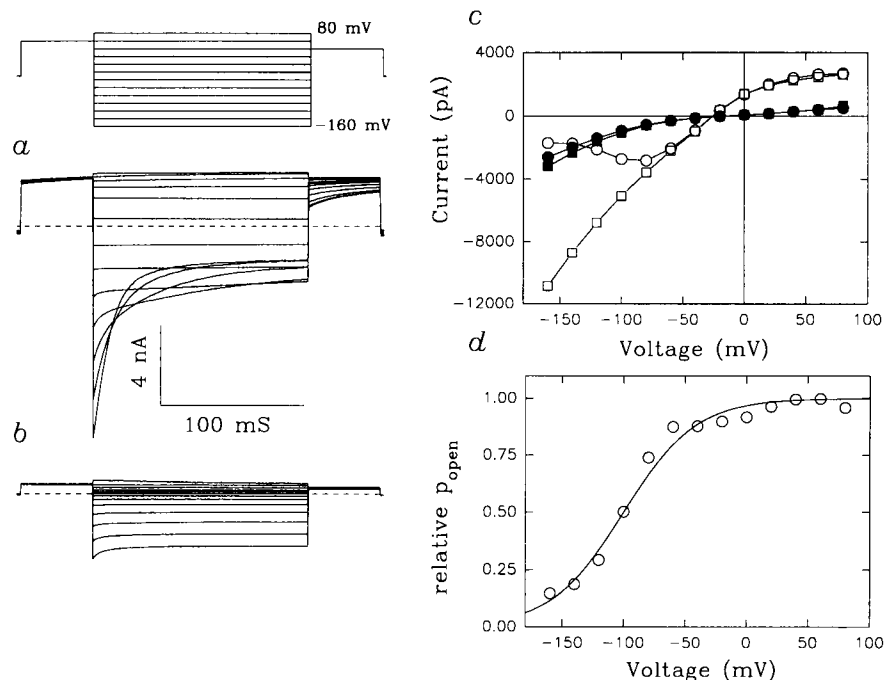 80 mV
-160 mV
a
4 nA
100 mS
b
c
4000
0
-4000
-8000
-12000
Current (pA)
-150 -100 -50 0 50 100
Voltage (mV)
d
1.00
0.75
0.50
0.25
0.00
relative p_open
-150 -100 -50 0 50 100
Voltage (mV)